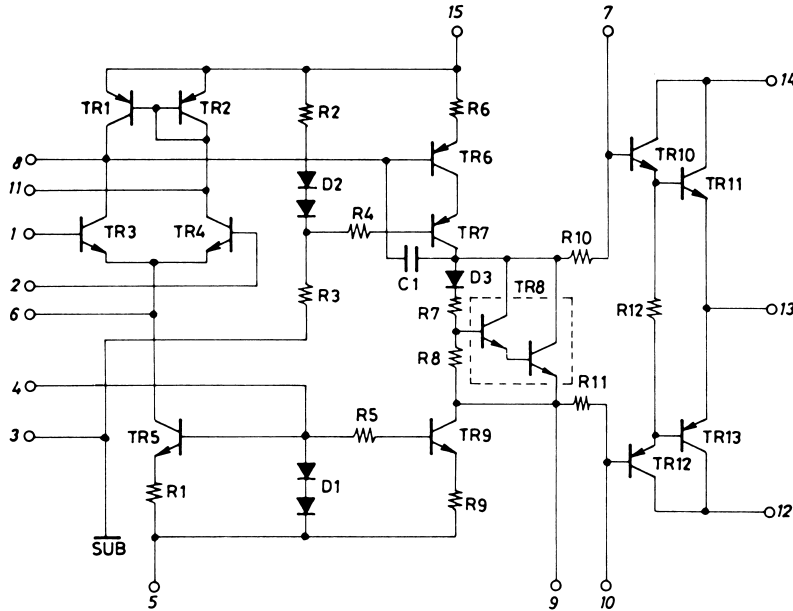 15
7
14
TR1
TR2
R2
R6
8
TR6
TR10
TR11
11
D2
1
TR3
TR4
R4
TR7
R10
C1
D3
TR8
2
R3
R7
R12
13
6
R8
4
R11
3
TR5
R5
TR9
TR12
TR13
R1
D1
R9
12
SUB
5
9
10